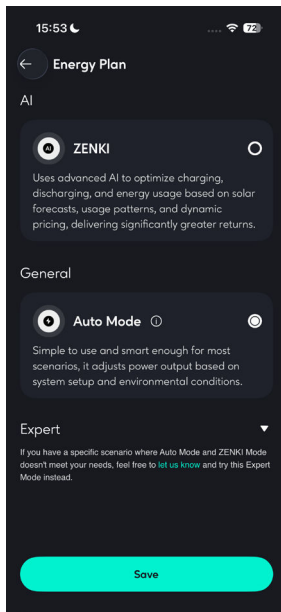 15:53
72
Energy Plan
AI
AI
ZENKI
Uses advanced AI to optimize charging,
discharging, and energy usage based on solar
forecasts, usage patterns, and dynamic
pricing, delivering significantly greater returns.
General
Auto Mode
Simple to use and smart enough for most
scenarios, it adjusts power output based on
system setup and environmental conditions.
Expert
If you have a specific scenario where Auto Mode and ZENKI Mode
doesn't meet your needs, feel free to let us know and try this Expert
Mode instead.
Save